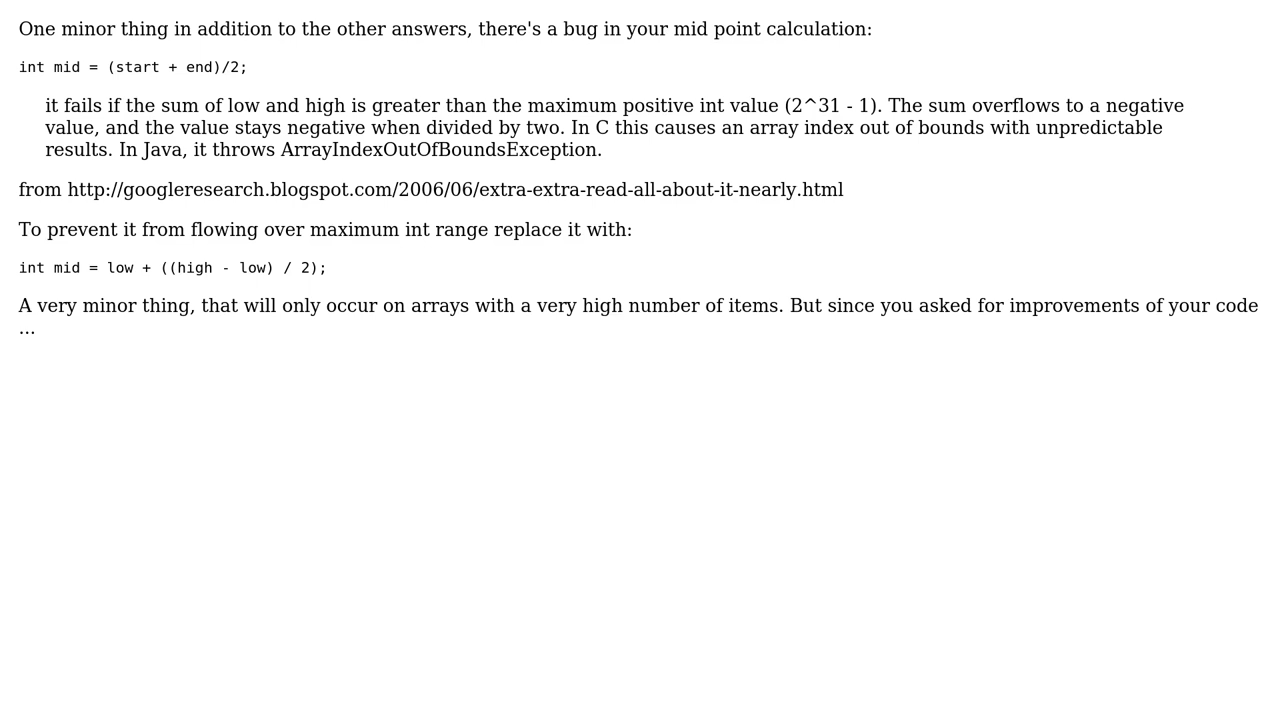 One minor thing in addition to the other answers, there's a bug in your mid point calculation:
int mid = (start + end)/2;
it fails if the sum of low and high is greater than the maximum positive int value (2^31 - 1). The sum overflows to a negative
value, and the value stays negative when divided by two. In C this causes an array index out of bounds with unpredictable
results. In Java, it throws ArrayIndexOutOfBoundsException.
from http://googleresearch.blogspot.com/2006/06/extra-extra-read-all-about-it-nearly.html
To prevent it from flowing over maximum int range replace it with:
int mid = low + ((high - low) / 2);
A very minor thing, that will only occur on arrays with a very high number of items. But since you asked for improvements of your code
...